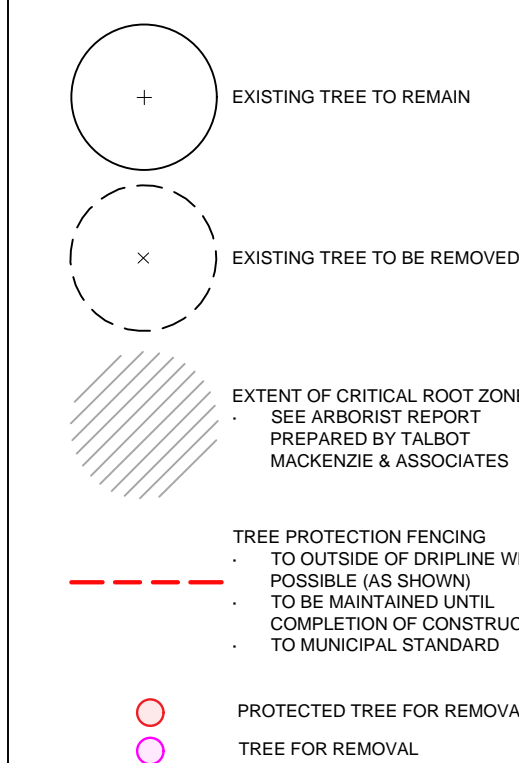 EXISTING TREE TO REMAIN
EXISTING TREE TO BE REMOVED
EXTENT OF CRITICAL ROOT ZONE
· SEE ARBORIST REPORT
PREPARED BY TALBOT
MACKENZIE & ASSOCIATES
TREE PROTECTION FENCING
· TO OUTSIDE OF DRIPLINE
POSSIBLE (AS SHOWN)
· TO BE MAINTAINED UNTIL
COMPLETION OF
· TO MUNICIPAL STANDARD
PROTECTED TREE FOR
TREE FOR REMOVAL